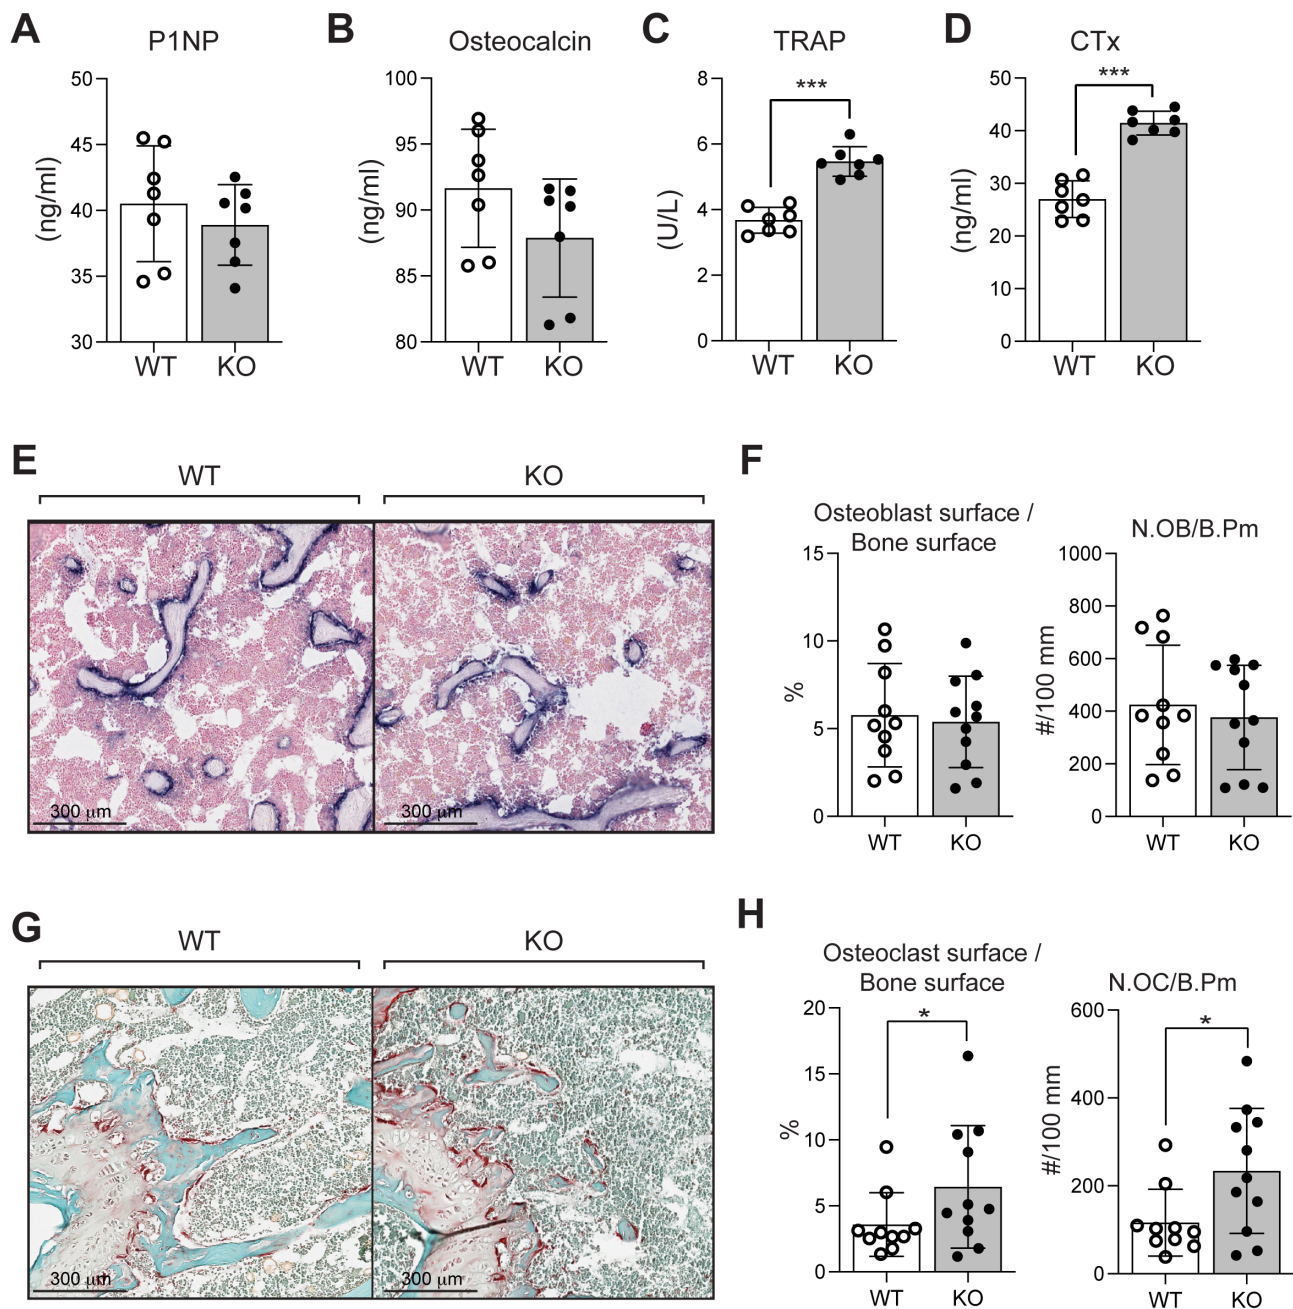 A
P1NP
(ng/ml)
50
45
40
35
30
WT
KO
B
Osteocalcin
(ng/ml)
100
95
90
85
80
WT
KO
C
TRAP
(U/L)
8
6
4
2
0
***
WT
KO
D
CTx
(ng/ml)
50
40
30
20
10
0
***
WT
KO
E
WT
KO
300 µm
300 µm
F
Osteoblast surface /
Bone surface
%
15
10
5
0
WT
KO
N.OB/B.Pm
#/100 mm
1000
800
600
400
200
0
WT
KO
G
WT
KO
300 µm
300 µm
H
Osteoclast surface /
Bone surface
%
20
15
10
5
0
*
WT
KO
N.OC/B.Pm
#/100 mm
600
400
200
0
*
WT
KO